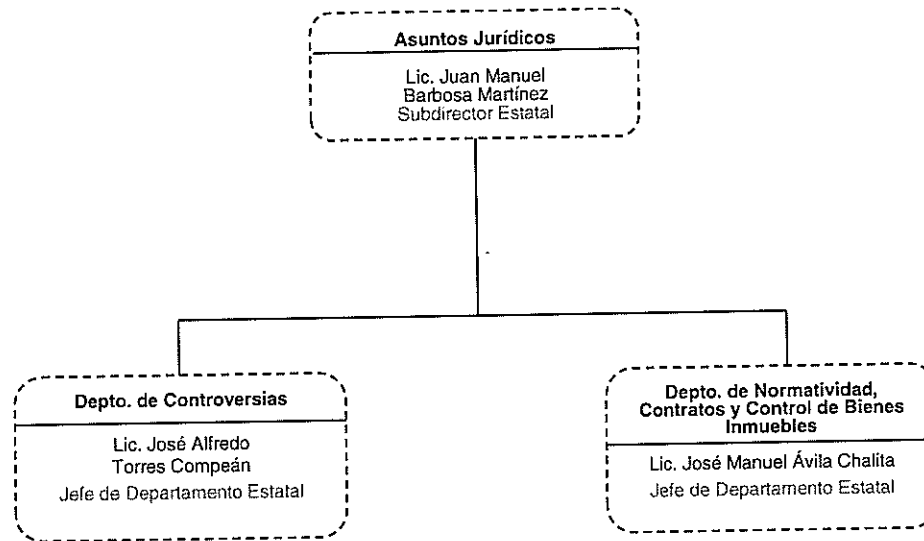 Asuntos Jurídicos
Lic. Juan Manuel
Barbosa Martínez
Subdirector Estatal
Depto. de Controversias
Lic. José Alfredo
Torres Compeán
Jefe de Departamento Estatal
Depto. de Normatividad,
Contratos y Control de Bienes
Inmuebles
Lic. José Manuel Ávila Chalita
Jefe de Departamento Estatal